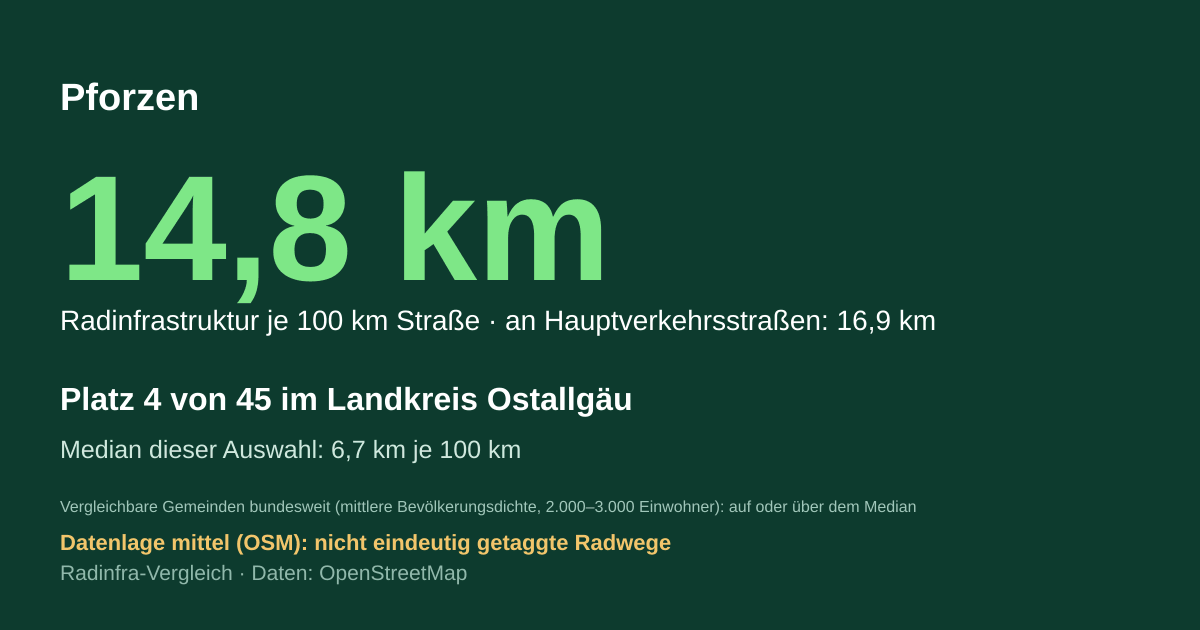 Pforzen
14,8 km
Radinfrastruktur je 100 km Straße · an Hauptverkehrsstraßen: 16,9 km
Platz 4 von 45 im Landkreis Ostallgäu
Median dieser Auswahl: 6,7 km je 100 km
Vergleichbare Gemeinden bundesweit (mittlere Bevölkerungsdichte, 2.000–3.000 Einwohner): auf oder über dem Median
Datenlage mittel (OSM): nicht eindeutig getaggte Radwege
Radinfra-Vergleich · Daten: OpenStreetMap